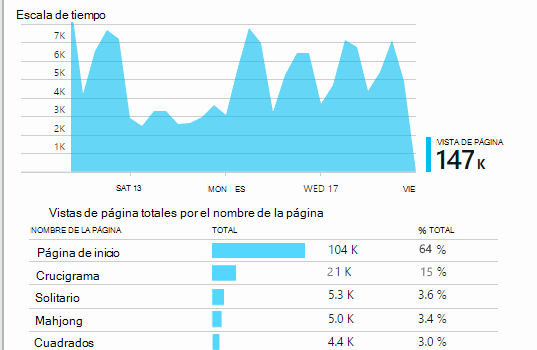 Escala de tiempo
7K
6K
5K
4K
3K
2K
1K
SAT 13
MON ES
WED 17
VIE
VISTA DE PÁGINA
147 K
Vistas de página totales por el nombre de la página
NOMBRE DE LA PÁGINA TOTAL % TOTAL
Página de inicio 104 K 64 %
Crucigrama 21 K 15 %
Solitario 5.3 K 3.6 %
Mahjong 5.0 K 3.4 %
Cuadrados 4.4 K 3.0 %